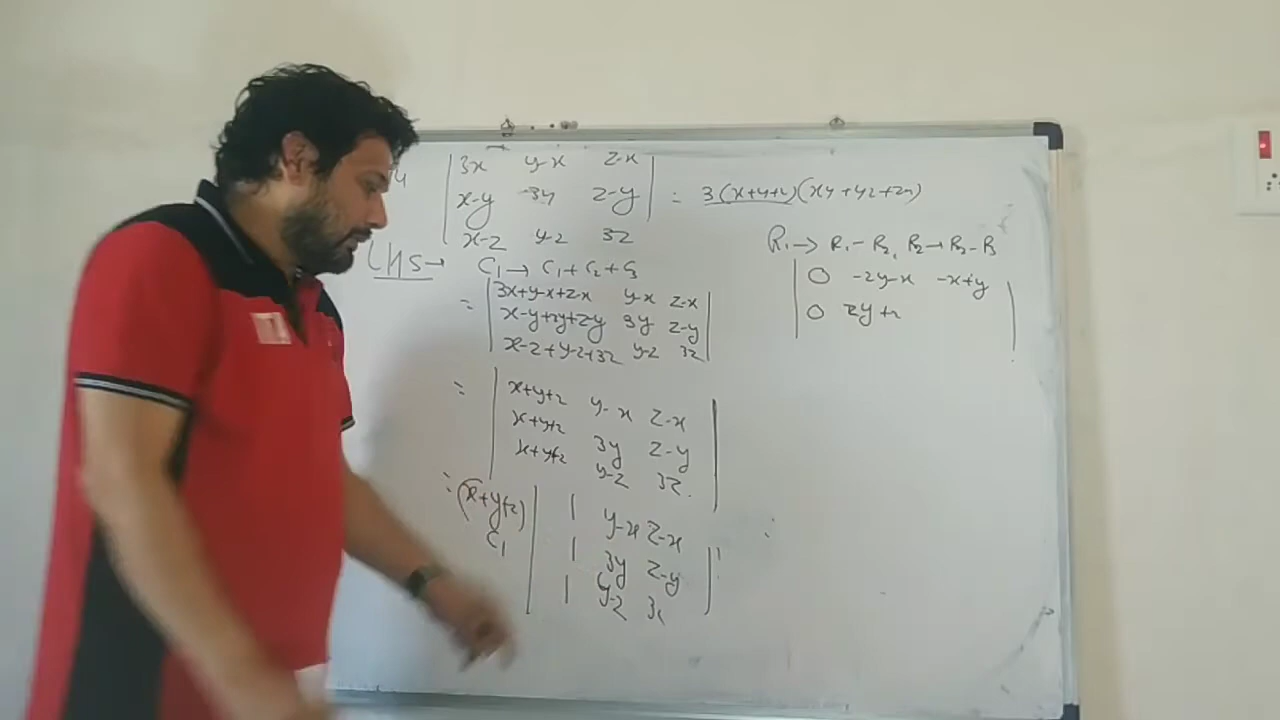 3x y-x z-x
x-y 3y z-y = 3(x+y+z)(xy+yz+zx)
x-z y-z 3z
LHS→ C₁→ C₁+C₂+C₃
= 3x+y-x+z-x y-x z-x
x-y+3y+z-y 3y z-y
x-z+y-z+3z y-z 3z
= x+y+z y-x z-x
x+y+z 3y z-y
x+y+z y-z 3z.
= (x+y+z) 1 y-x z-x
C₁ 1 3y z-y
1 y-z 3z
R₁→ R₁-R₂, R₂→R₂-R
0 -2y-x -x+y
0 2y+z